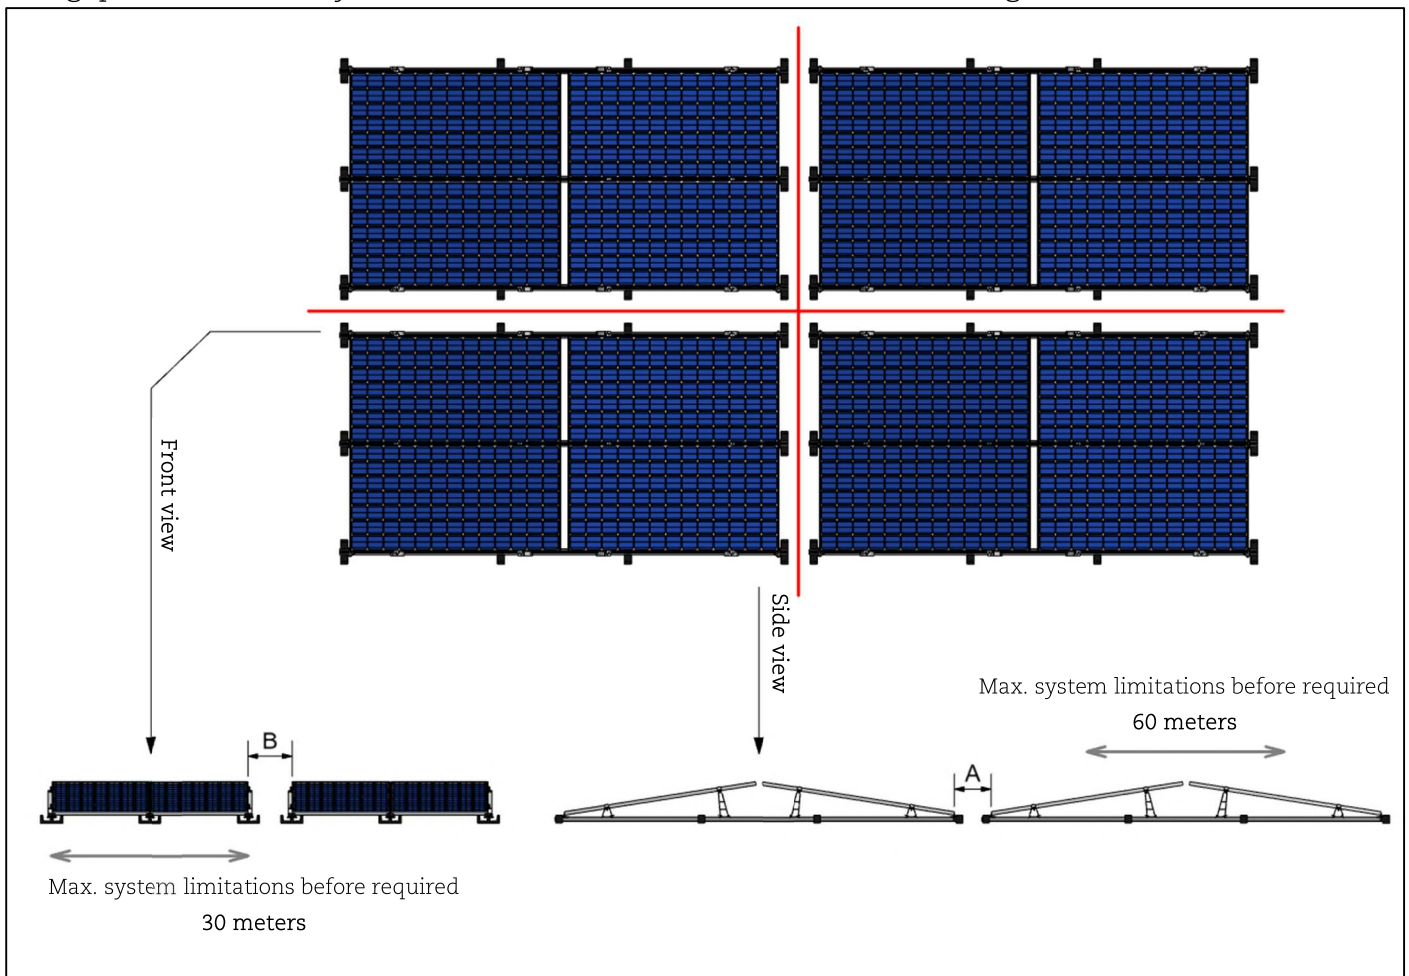 Front view
Side view
Max. system limitations before required
60 meters
B
A
Max. system limitations before required
30 meters